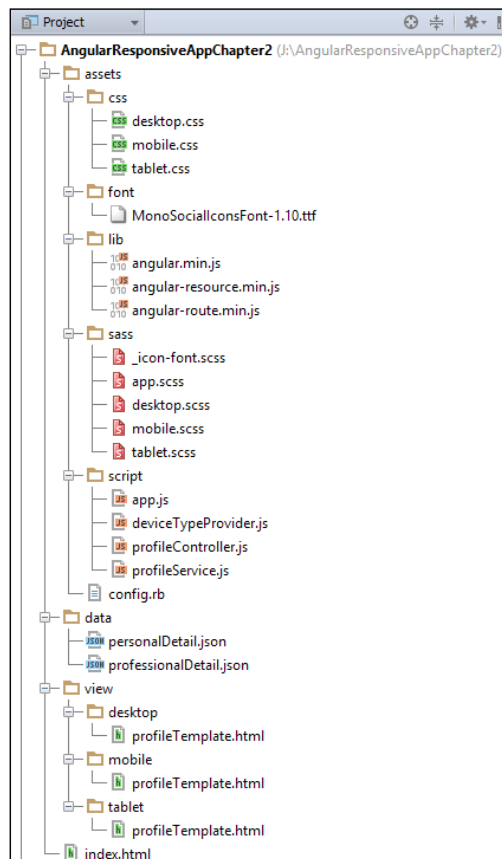 Project
AngularResponsiveAppChapter2 (J:\AngularResponsiveAppChapter2)
assets
css
desktop.css
mobile.css
tablet.css
font
MonoSocialIconsFont-1.10.ttf
lib
angular.min.js
angular-resource.min.js
angular-route.min.js
sass
_icon-font.scss
app.scss
desktop.scss
mobile.scss
tablet.scss
script
app.js
deviceTypeProvider.js
profileController.js
profileService.js
config.rb
data
personalDetail.json
professionalDetail.json
view
desktop
profileTemplate.html
mobile
profileTemplate.html
tablet
profileTemplate.html
index.html